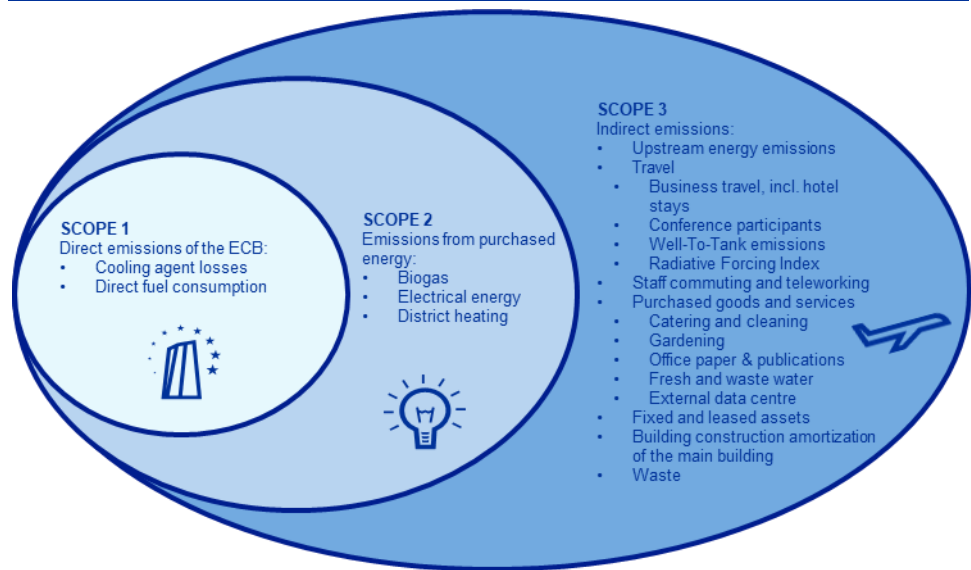 SCOPE 1
Direct emissions of the ECB:
• Cooling agent losses
• Direct fuel consumption
SCOPE 2
Emissions from purchased
energy:
• Biogas
• Electrical energy
• District heating
SCOPE 3
Indirect emissions:
• Upstream energy emissions
• Travel
• Business travel, incl. hotel
stays
• Conference participants
• Well-To-Tank emissions
• Radiative Forcing Index
• Staff commuting and teleworking
• Purchased goods and services
• Catering and cleaning
• Gardening
• Office paper & publications
• Fresh and waste water
• External data centre
• Fixed and leased assets
• Building construction amortization
of the main building
• Waste